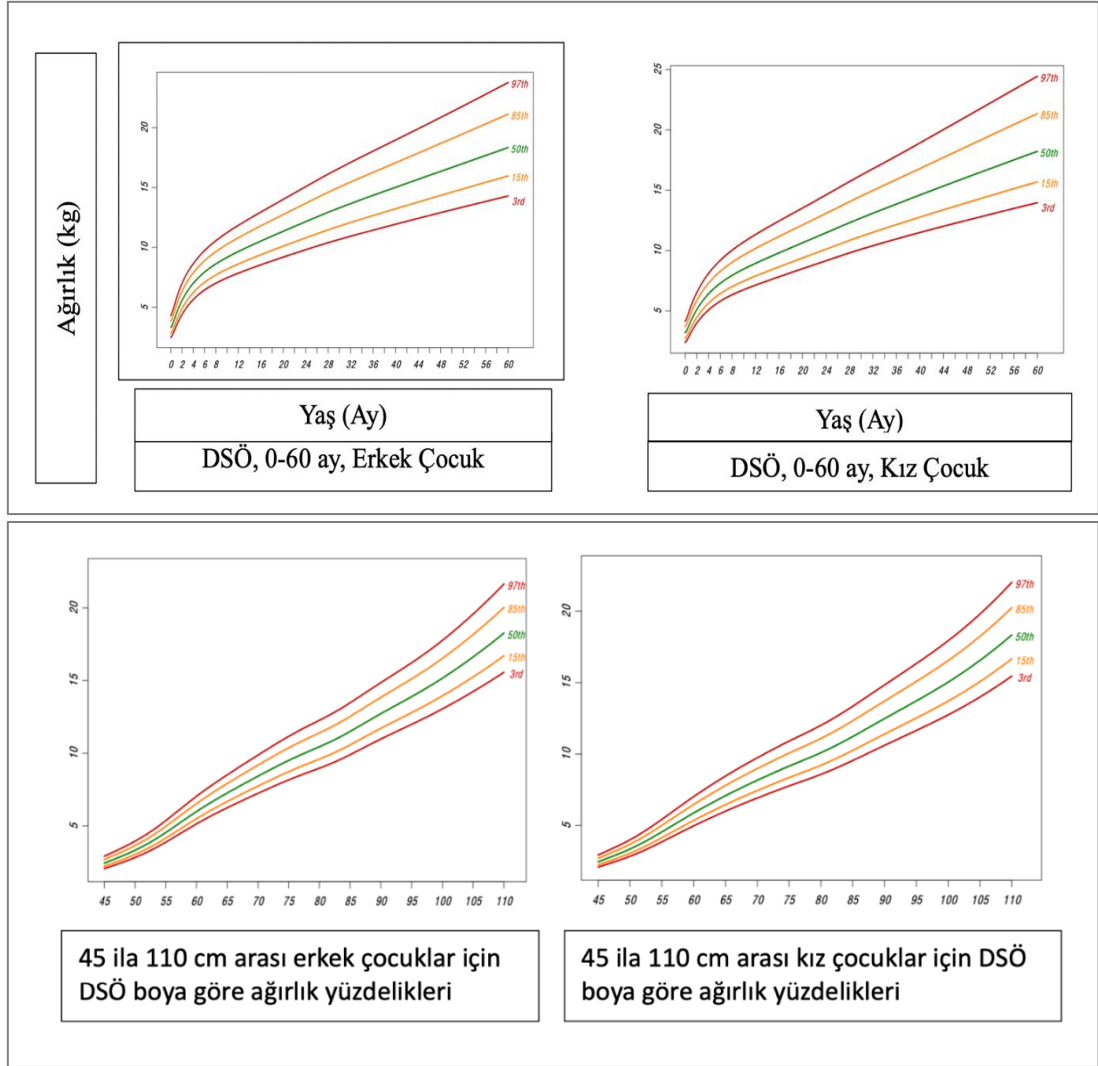 Ağırlık (kg)
20
15
10
5
97th
85th
50th
15th
3rd
0 2 4 6 8 12 16 20 24 28 32 36 40 44 48 52 56 60
Yaş (Ay)
DSÖ, 0-60 ay, Erkek Çocuk
25
20
15
10
5
97th
85th
50th
15th
3rd
0 2 4 6 8 12 16 20 24 28 32 36 40 44 48 52 56 60
Yaş (Ay)
DSÖ, 0-60 ay, Kız Çocuk
20
15
10
5
97th
85th
50th
15th
3rd
45 50 55 60 65 70 75 80 85 90 95 100 105 110
45 ila 110 cm arası erkek çocuklar için
DSÖ boya göre ağırlık yüzdelikleri
20
15
10
5
97th
85th
50th
15th
3rd
45 50 55 60 65 70 75 80 85 90 95 100 105 110
45 ila 110 cm arası kız çocuklar için DSÖ
boya göre ağırlık yüzdelikleri